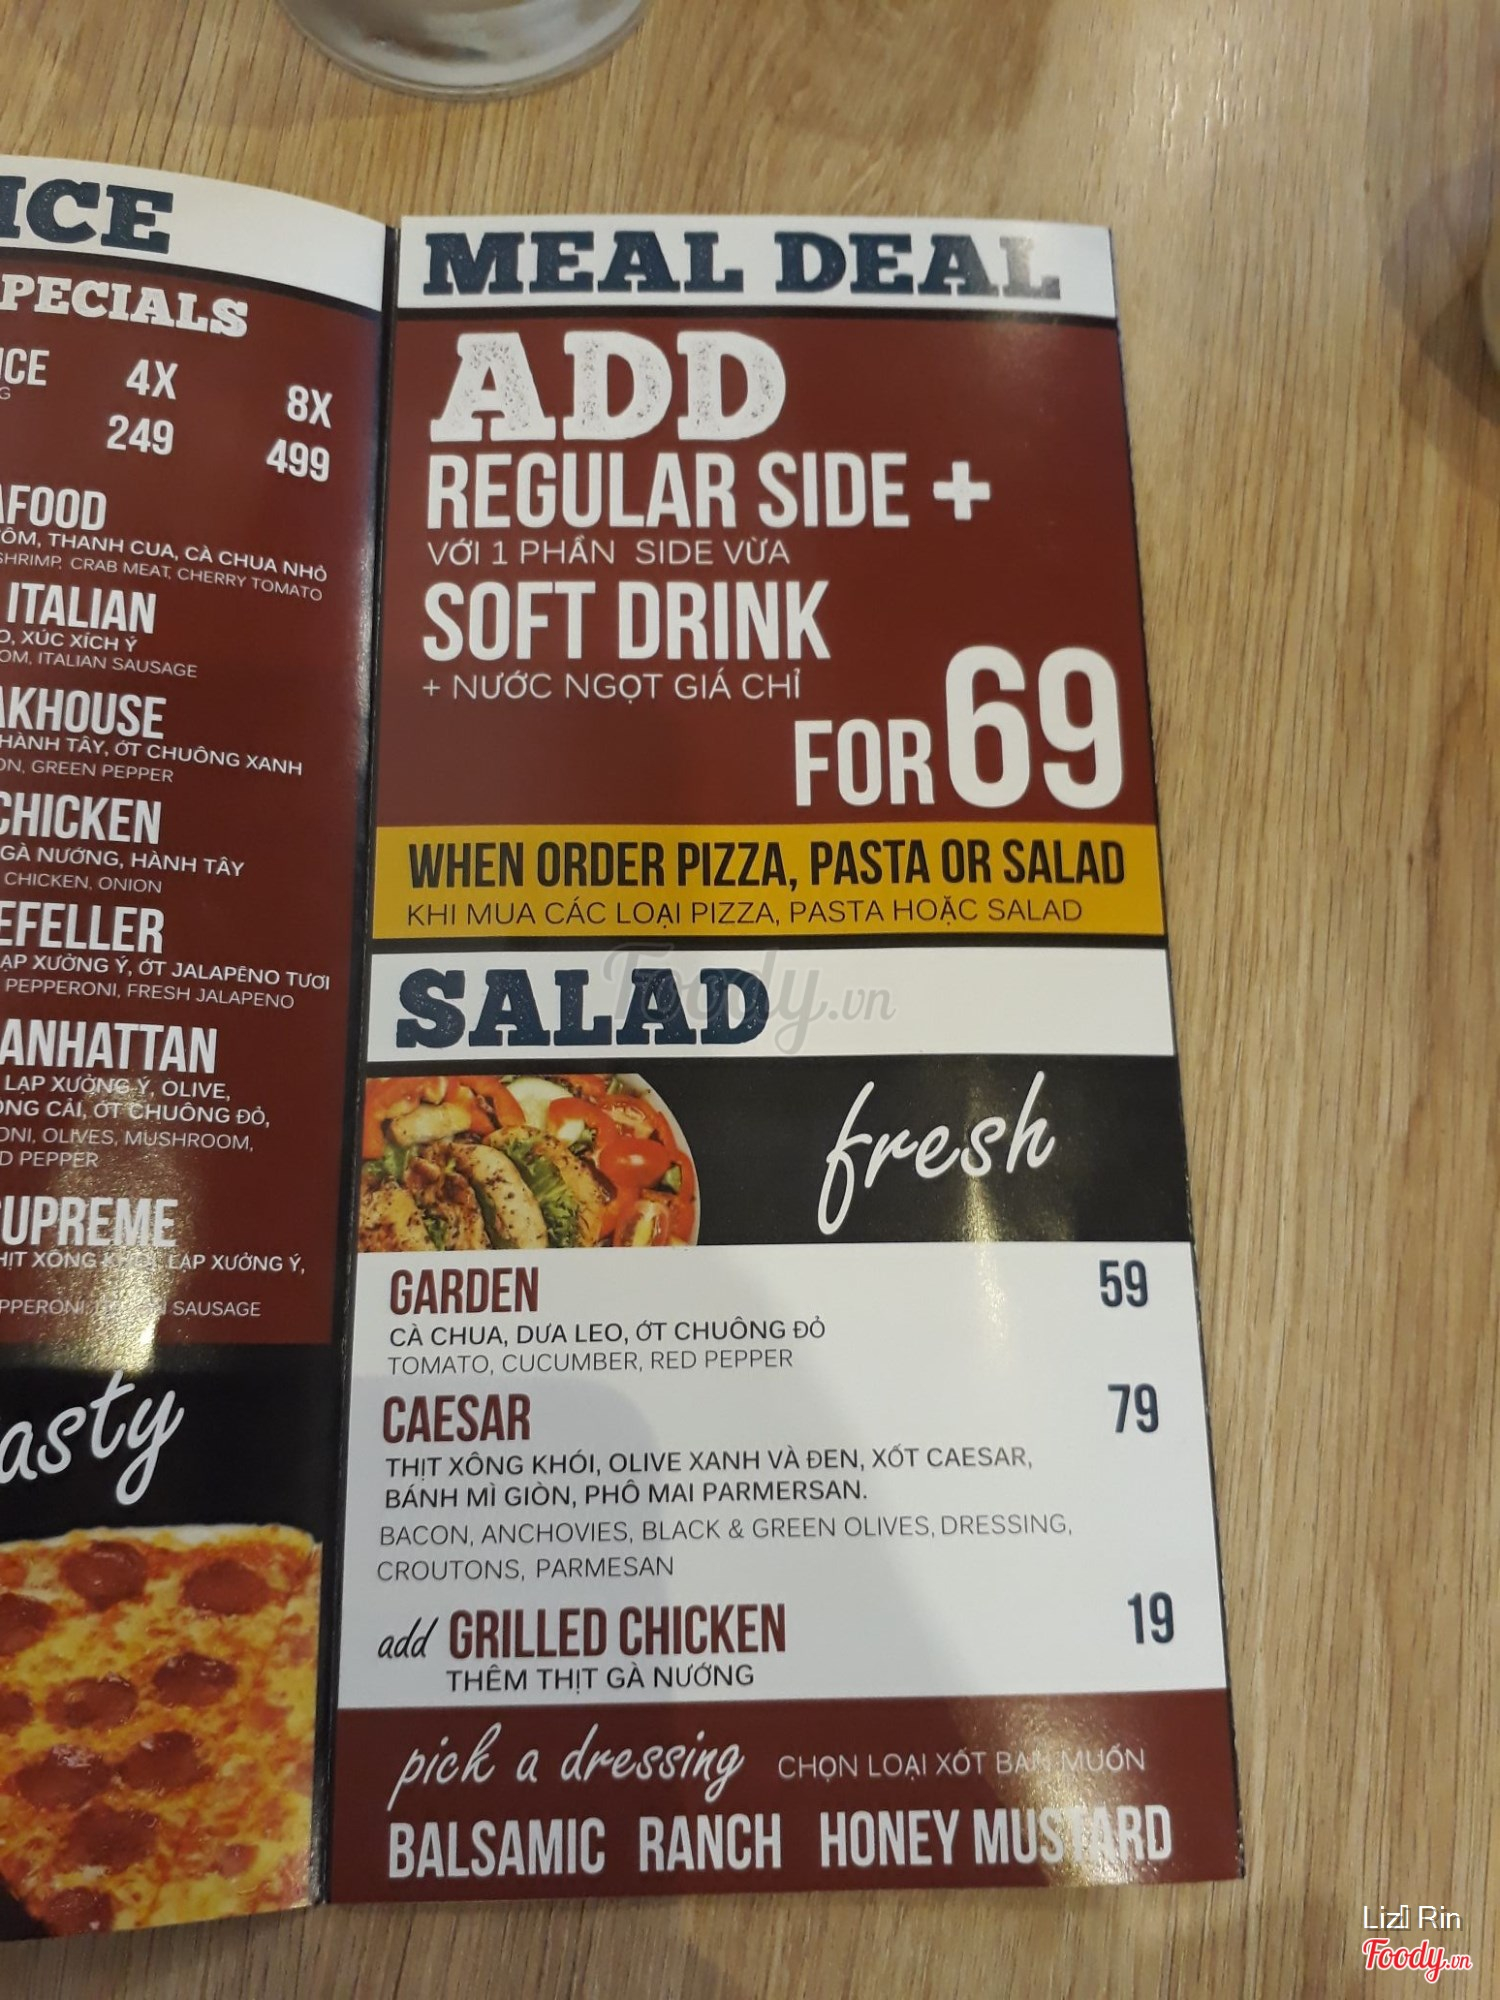 ICE
PECIALS
ICE 4X 8X
G
249 499
AFOOD
TÔM, THANH CUA, CÀ CHUA NHỎ
SHRIMP, CRAB MEAT, CHERRY TOMATO
ITALIAN
O, XÚC XÍCH Ý
OM, ITALIAN SAUSAGE
AKHOUSE
HÀNH TÂY, ỚT CHUÔNG XANH
ON, GREEN PEPPER
CHICKEN
GÀ NƯỚNG, HÀNH TÂY
CHICKEN, ONION
EFELLER
ẠP XƯỞNG Ý, ỚT JALAPÊNO TƯƠI
PEPPERONI, FRESH JALAPENO
ANHATTAN
LẠP XƯỞNG Ý, OLIVE,
ÔNG CẢI, ỚT CHUÔNG ĐỎ,
ONI, OLIVES, MUSHROOM,
D PEPPER
SUPREME
HỊT XÔNG KHÓI, LẠP XƯỞNG Ý,
PPERONI, SAUSAGE
asty
MEAL DEAL
ADD
REGULAR SIDE +
VỚI 1 PHẦN SIDE VỪA
SOFT DRINK
+ NƯỚC NGỌT GIÁ CHỈ
FOR 69
WHEN ORDER PIZZA, PASTA OR SALAD
KHI MUA CÁC LOẠI PIZZA, PASTA HOẶC SALAD
SALAD
Foody.vn
fresh
GARDEN 59
CÀ CHUA, DƯA LEO, ỚT CHUÔNG ĐỎ
TOMATO, CUCUMBER, RED PEPPER
CAESAR 79
THỊT XÔNG KHÓI, OLIVE XANH VÀ ĐEN, XỐT CAESAR,
BÁNH MÌ GIÒN, PHÔ MAI PARMERSAN.
BACON, ANCHOVIES, BLACK & GREEN OLIVES, DRESSING,
CROUTONS, PARMESAN
add GRILLED CHICKEN 19
THÊM THỊT GÀ NƯỚNG
pick a dressing CHỌN LOẠI XỐT BẠN MUỐN
BALSAMIC RANCH HONEY MUSTARD
Rin
Foody.vn